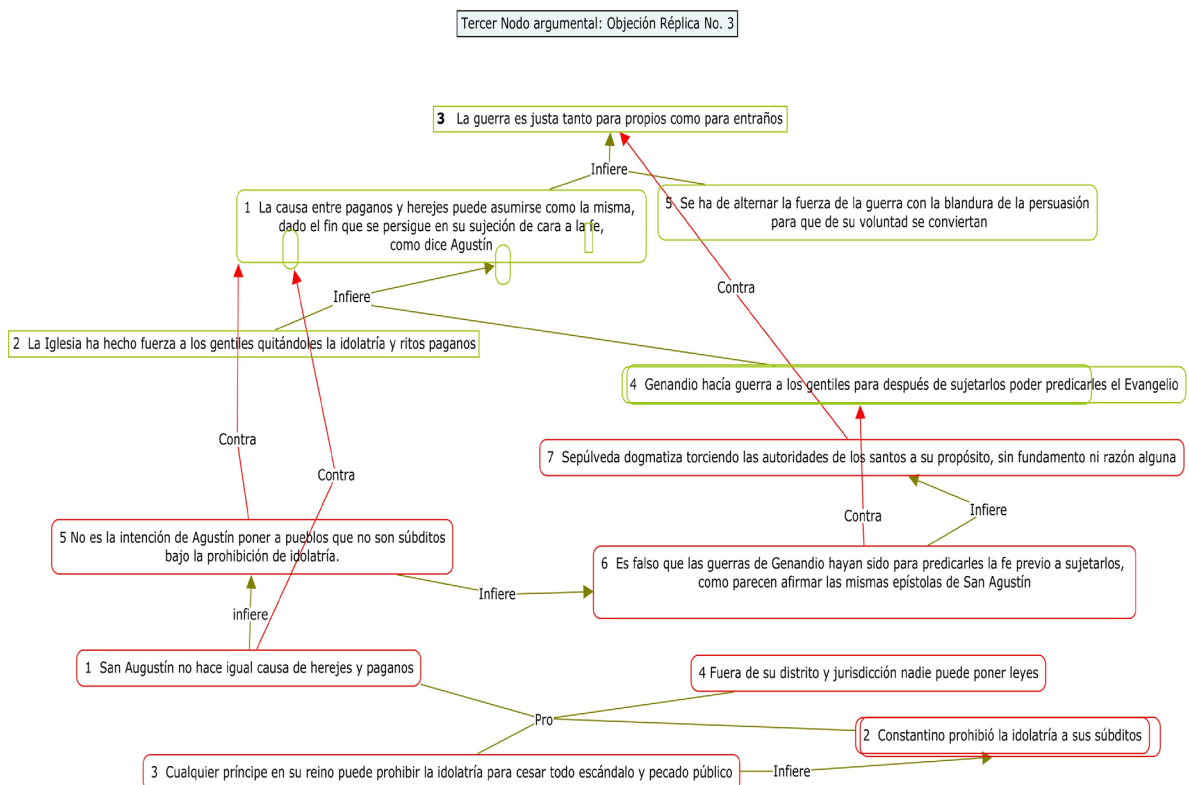 Tercer Nodo argumental: Objeción Réplica No. 3
3 La guerra es justa tanto para propios como para entraños
Infiere
1 La causa entre paganos y herejes puede asumirse como la misma,
dado el fin que se persigue en su sujeción de cara a la fe,
como dice Agustín
5 Se ha de alternar la fuerza de la guerra con la blandura de la persuasión
para que de su voluntad se conviertan
Contra
Infiere
2 La Iglesia ha hecho fuerza a los gentiles quitándoles la idolatría y ritos paganos
4 Genandio hacía guerra a los gentiles para después de sujetarlos poder predicarles el Evangelio
Contra
7 Sepúlveda dogmatiza torciendo las autoridades de los santos a su propósito, sin fundamento ni razón alguna
Contra
Contra
Infiere
5 No es la intención de Agustín poner a pueblos que no son súbditos
bajo la prohibición de idolatría.
6 Es falso que las guerras de Genandio hayan sido para predicarles la fe previo a sujetarlos,
como parecen afirmar las mismas epístolas de San Agustín
Infiere
infiere
1 San Augustín no hace igual causa de herejes y paganos
4 Fuera de su distrito y jurisdicción nadie puede poner leyes
Pro
2 Constantino prohibió la idolatría a sus súbditos
3 Cualquier príncipe en su reino puede prohibir la idolatría para cesar todo escándalo y pecado público
Infiere